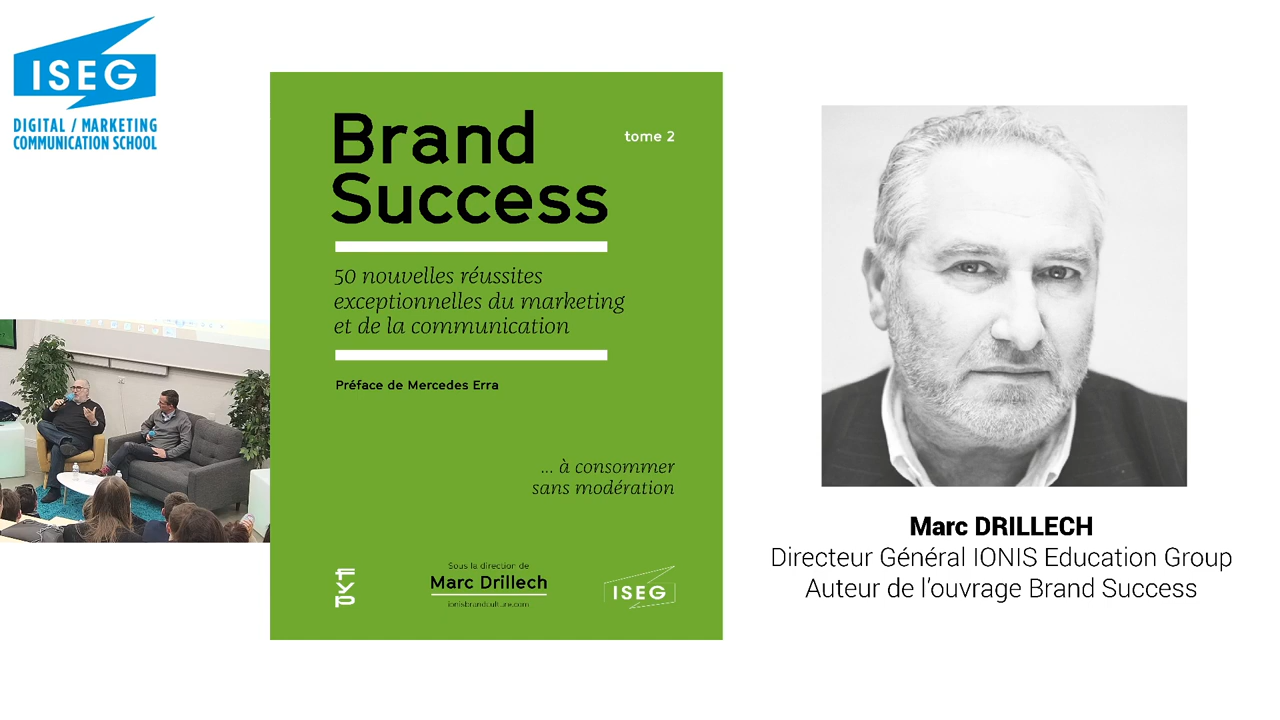 ISEG
DIGITAL / MARKETING
COMMUNICATION SCHOOL
Brand
Success
tome 2
50 nouvelles réussites
exceptionnelles du marketing
et de la communication
Préface de Mercedes Erra
... à consommer
sans modération
fyp
Sous la direction de
Marc Drillech
ionisbrandculture.com
ISEG
Marc DRILLECH
Directeur Général IONIS Education Group
Auteur de l'ouvrage Brand Success